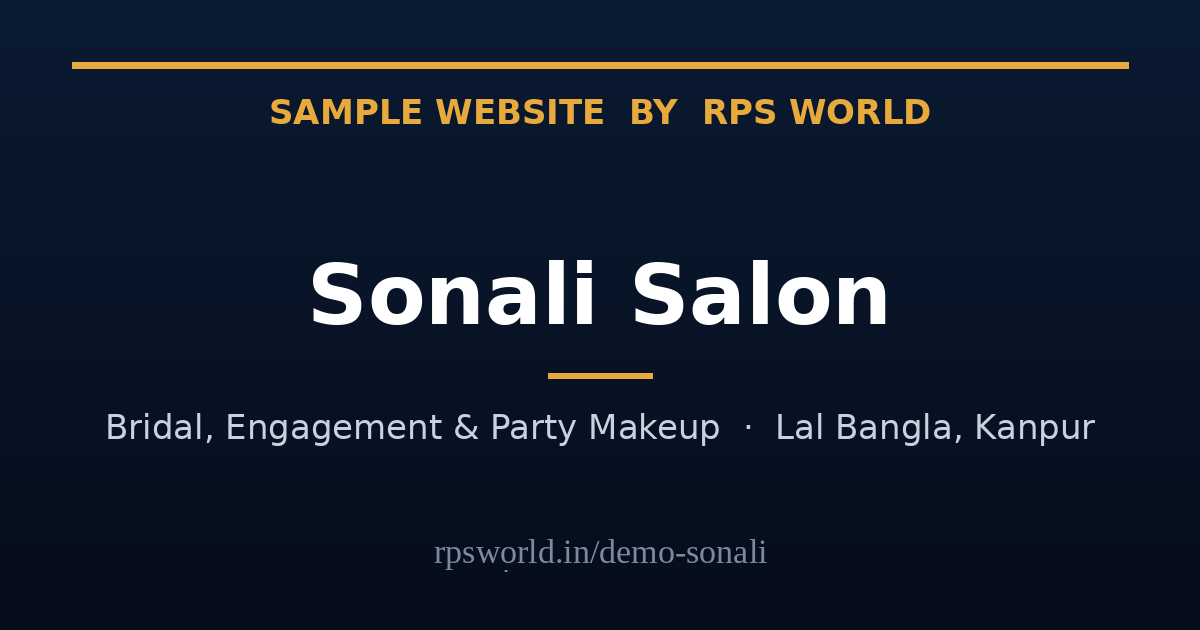 SAMPLE WEBSITE BY RPS WORLD
Sonali Salon
Bridal, Engagement & Party Makeup · Lal Bangla, Kanpur
rpsworld.in/demo-sonali